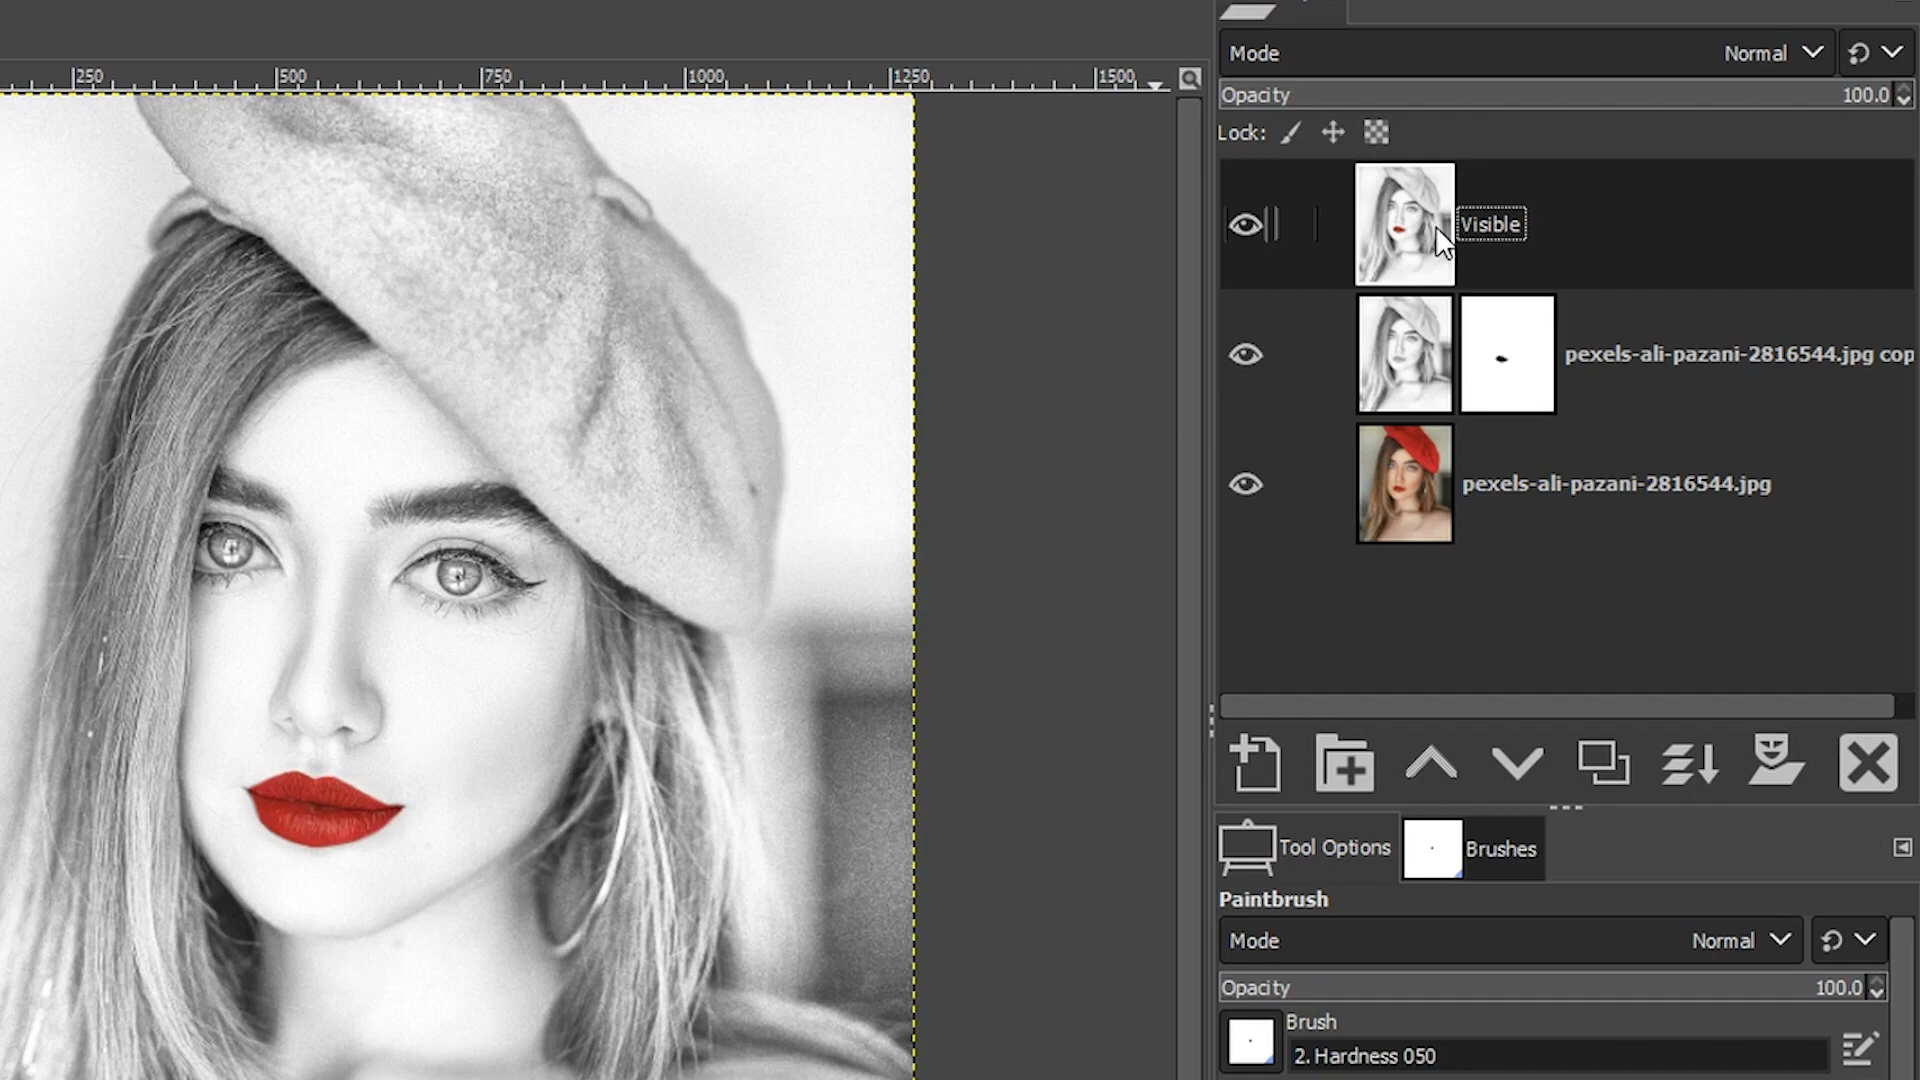 250 500 750 1000 1250 1500
Mode Normal
Opacity 100.0
Lock:
Visible
pexels-ali-pazani-2816544.jpg cop
pexels-ali-pazani-2816544.jpg
Tool Options Brushes
Paintbrush
Mode Normal
Opacity 100.0
Brush
2. Hardness 050